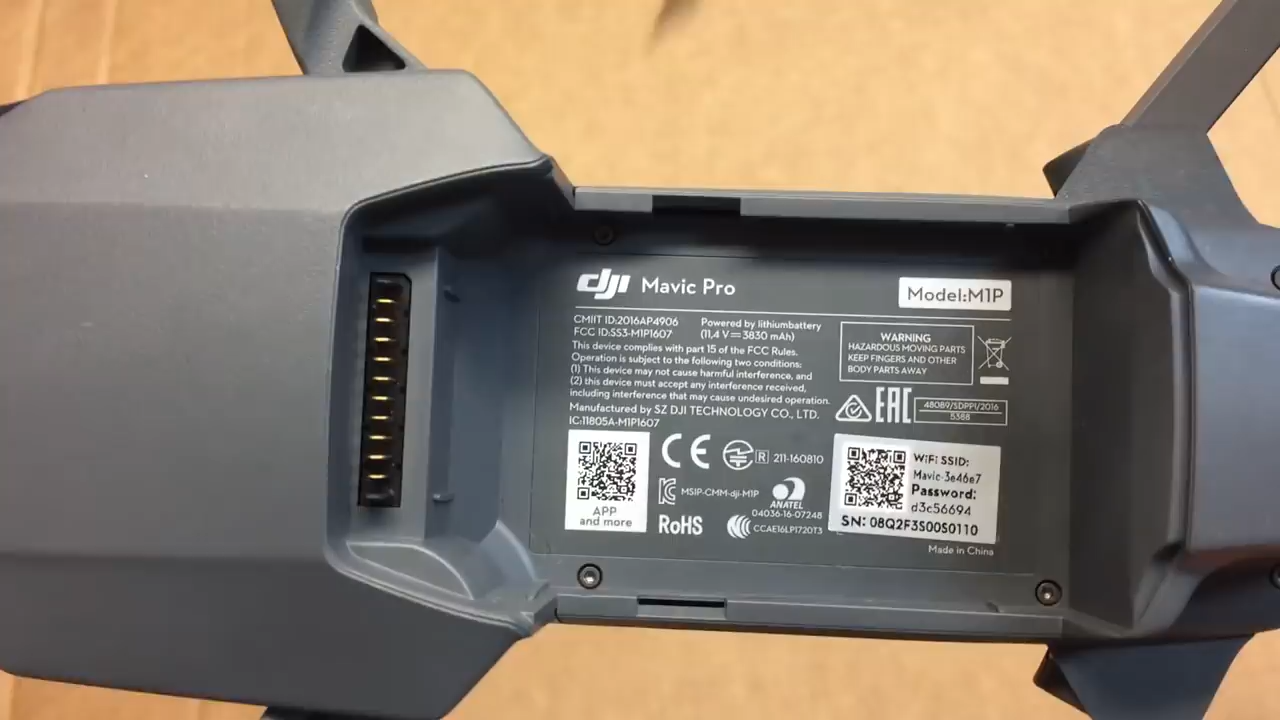 dji Mavic Pro
Model:M1P
CMIIT ID:2016AP4906
FCC ID:SS3-M1P1607
Powered by lithiumbattery
(11,4 V⎓3830 mAh)
This device complies with part 15 of the FCC Rules.
Operation is subject to the following two conditions:
(1) This device may not cause harmful interference, and
(2) this device must accept any interference received,
including interference that may cause undesired operation.
Manufactured by SZ DJI TECHNOLOGY CO., LTD.
IC:11805A-M1P1607
WARNING
HAZARDOUS MOVING PARTS
KEEP FINGERS AND OTHER
BODY PARTS AWAY
EAC
48089/SDPPI/2016
5388
APP
and more
CE
R 211-160810
MSIP-CMM-dji-M1P
ANATEL
04036-16-07248
RoHS
CCAE16LP1720T3
WiFi SSID:
Mavic-3e46e7
Password:
d3c56694
SN: 08Q2F3S00S0110
Made in China